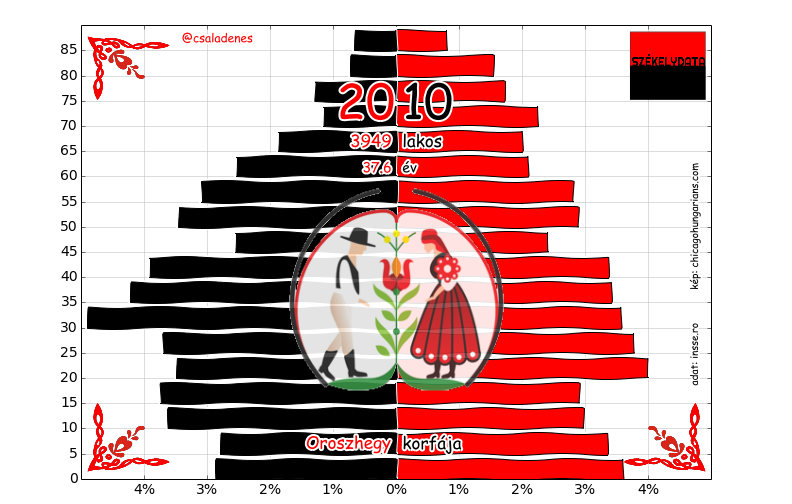 @csaladenes
SZÉKELYDATA
2010
3949 lakos
37.6 év
kép: chicagohungarians.com
adat: insse.ro
Oroszhegy korfája
85
80
75
70
65
60
55
50
45
40
35
30
25
20
15
10
5
0
4% 3% 2% 1% 0% 1% 2% 3% 4%